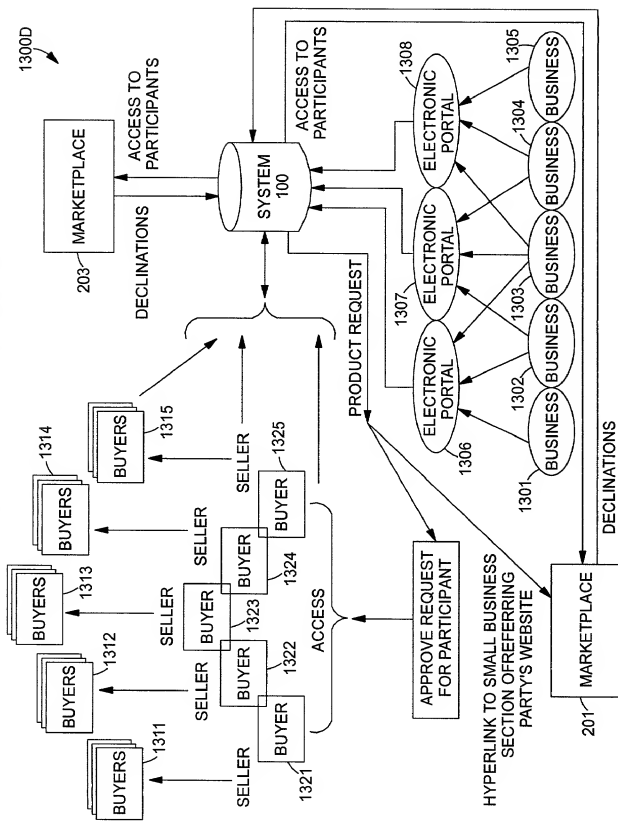 1300D
MARKETPLACE
203
ACCESS TO
PARTICIPANTS
DECLINATIONS
SYSTEM
100
ACCESS TO
PARTICIPANTS
PRODUCT REQUEST
ELECTRONIC
PORTAL
1306
ELECTRONIC
PORTAL
1307
ELECTRONIC
PORTAL
1308
BUSINESS
1301
BUSINESS
1302
BUSINESS
1303
BUSINESS
1304
BUSINESS
1305
DECLINATIONS
BUYERS
1311
BUYERS
1312
BUYERS
1313
BUYERS
1314
BUYERS
1315
SELLER
SELLER
SELLER
SELLER
SELLER
BUYER
1321
BUYER
1322
BUYER
1323
BUYER
1324
BUYER
1325
ACCESS
APPROVE REQUEST
FOR PARTICIPANT
HYPERLINK TO SMALL BUSINESS
SECTION OFREFERRING
PARTY'S WEBSITE
MARKETPLACE
201